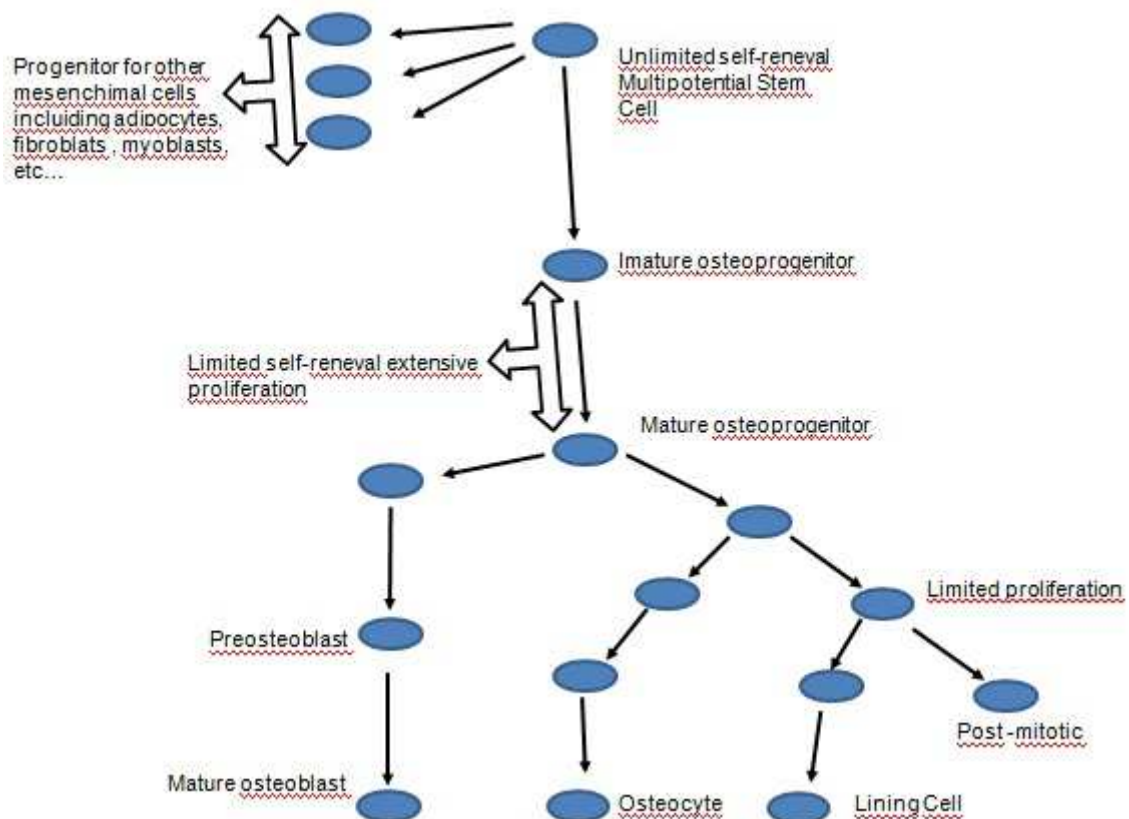 Progenitor for other
mesenchimal cells
incluiding adipocytes,
fibroblats , myoblasts,
etc...
Unlimited self-reneval
Multipotential Stem
Cell
Imature osteoprogenitor
Limited self-reneval extensive
proliferation
Mature osteoprogenitor
Limited proliferation
Preosteoblast
Post-mitotic
Mature osteoblast
Osteocyte
Lining Cell